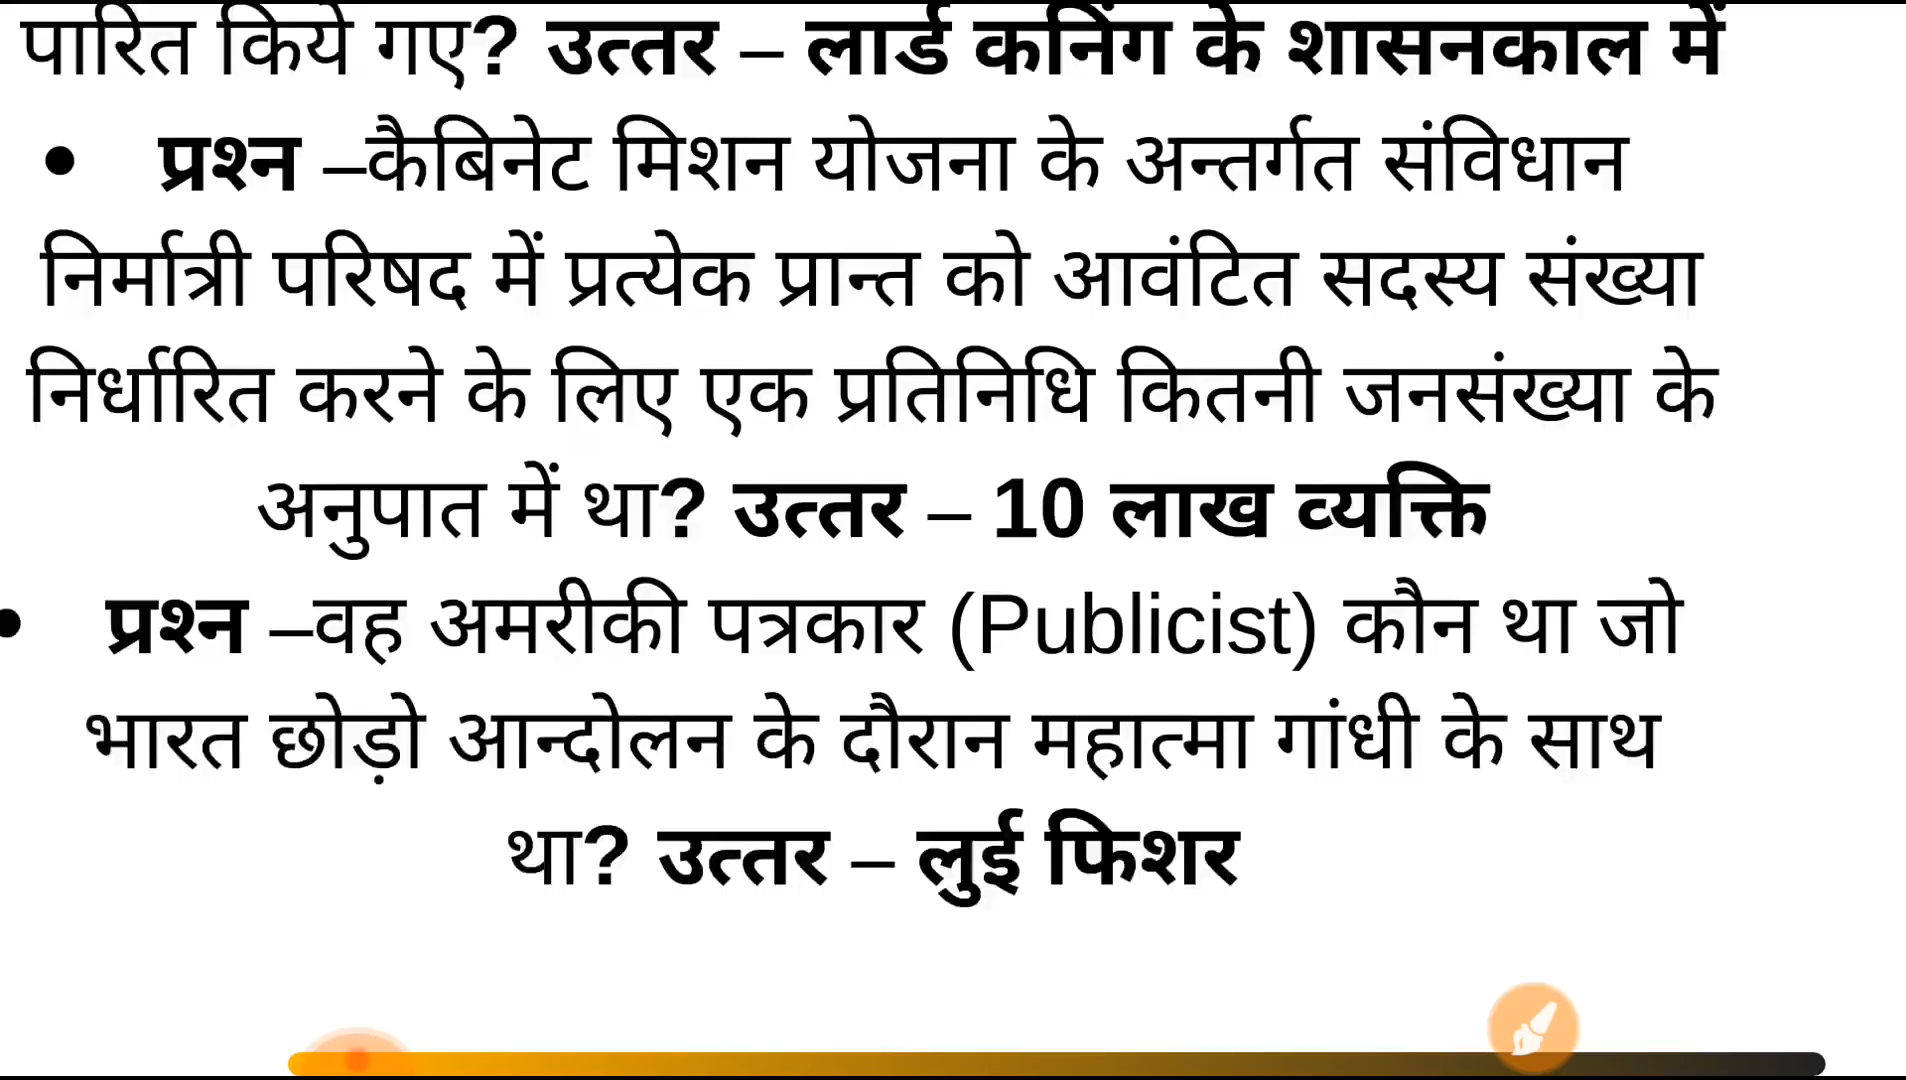 पारित किये गए? उत्तर – लार्ड कनिंग के शासनकाल में
• प्रश्न –कैबिनेट मिशन योजना के अन्तर्गत संविधान
निर्मात्री परिषद में प्रत्येक प्रान्त को आवंटित सदस्य संख्या
निर्धारित करने के लिए एक प्रतिनिधि कितनी जनसंख्या के
अनुपात में था? उत्तर – 10 लाख व्यक्ति
• प्रश्न –वह अमरीकी पत्रकार (Publicist) कौन था जो
भारत छोड़ो आन्दोलन के दौरान महात्मा गांधी के साथ
था? उत्तर – लुई फिशर